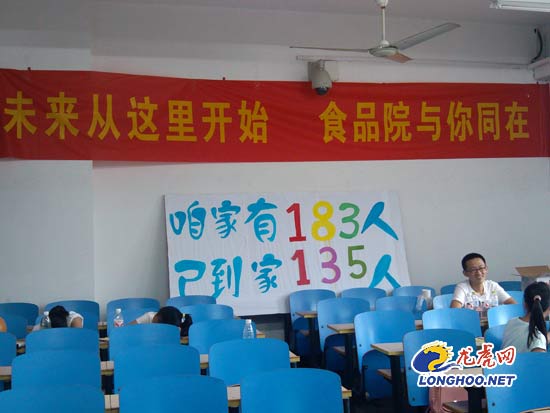 未来从这里开始 食品院与你同在
咱家有183人
已到家135人
龙虎网
LONGHOO.NET